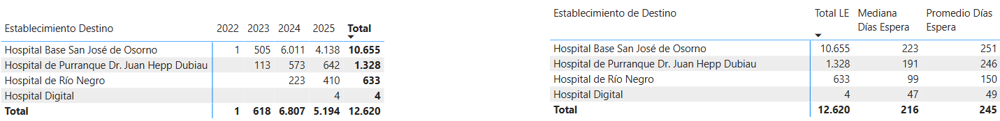 Establecimiento Destino 2022 2023 2024 2025 Total
Hospital Base San José de Osorno 1 505 6.011 4.138 10.655
Hospital de Purranque Dr. Juan Hepp Dubiau 113 573 642 1.328
Hospital de Río Negro 223 410 633
Hospital Digital 4 4
Total 1 618 6.807 5.194 12.620
Establecimiento de Destino Total LE Mediana Promedio Días
Días Espera Espera
Hospital Base San José de Osorno 10.655 223 251
Hospital de Purranque Dr. Juan Hepp Dubiau 1.328 191 246
Hospital de Río Negro 633 99 150
Hospital Digital 4 47 49
Total 12.620 216 245